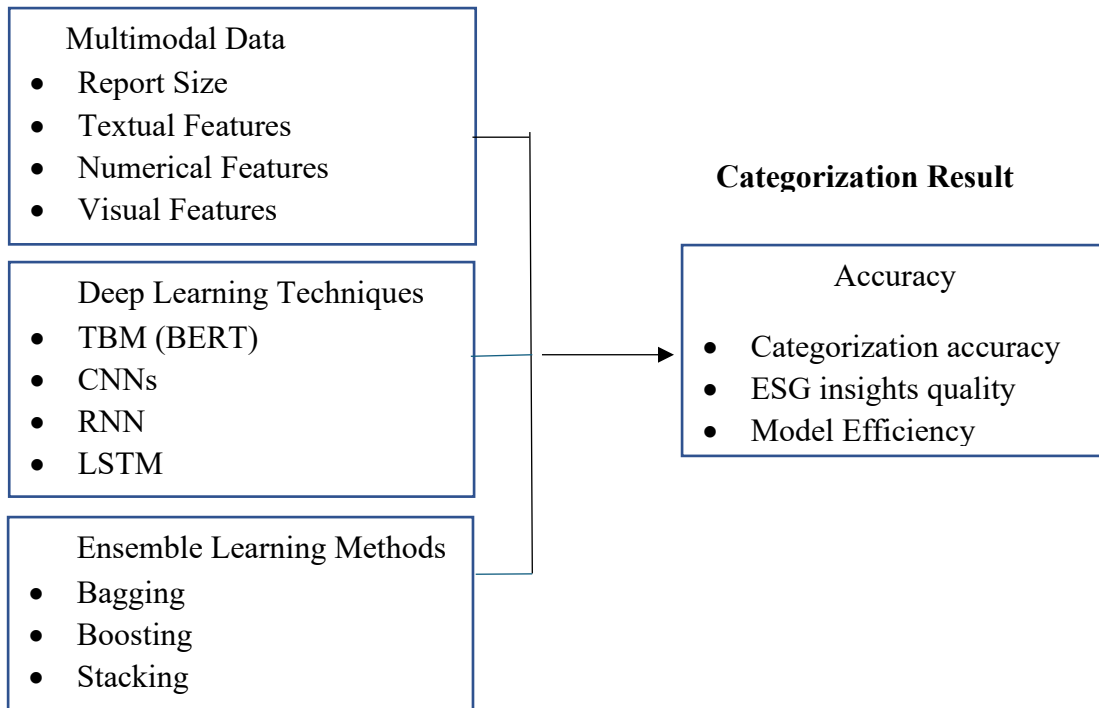 Multimodal Data
• Report Size
• Textual Features
• Numerical Features
• Visual Features
Deep Learning Techniques
• TBM (BERT)
• CNNs
• RNN
• LSTM
Ensemble Learning Methods
• Bagging
• Boosting
• Stacking
Categorization Result
Accuracy
• Categorization accuracy
• ESG insights quality
• Model Efficiency